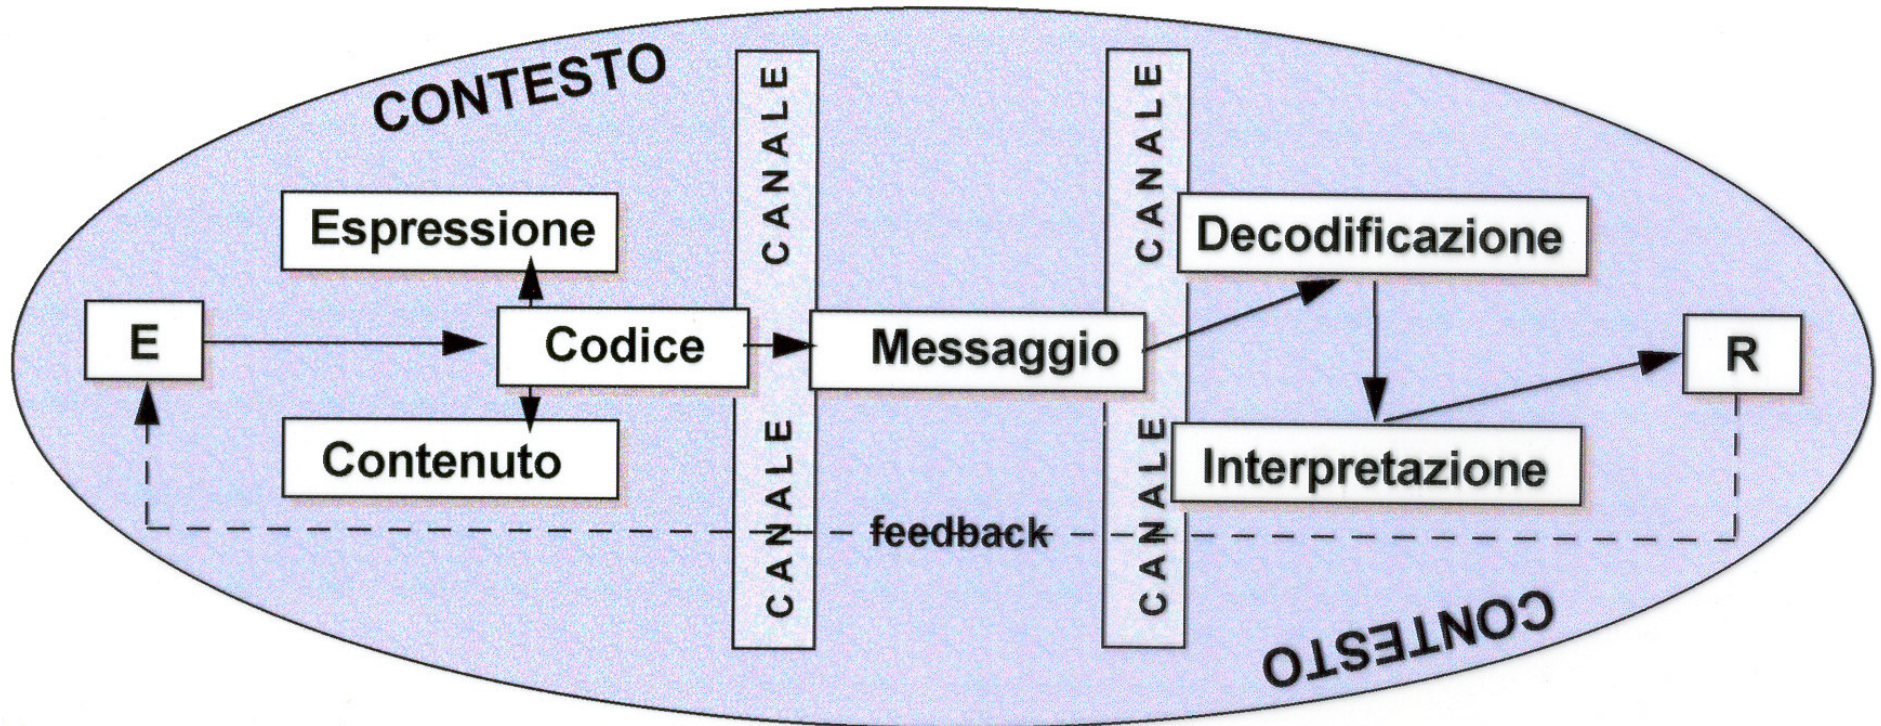 CONTESTO
CANALE
CANALE
Espressione
Decodificazione
E
Codice
Messaggio
R
Contenuto
CANALE
CANALE
Interpretazione
feedback
CONTESTO